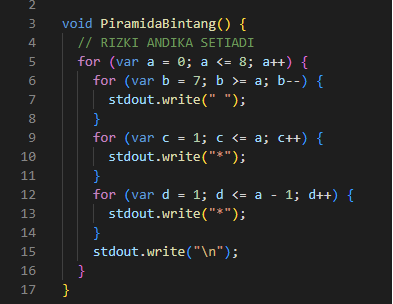 2
3 void PiramidaBintang() {
4 // RIZKI ANDIKA SETIADI
5 for (var a = 0; a <= 8; a++) {
6 for (var b = 7; b >= a; b--) {
7 stdout.write(" ");
8 }
9 for (var c = 1; c <= a; c++) {
10 stdout.write("*");
11 }
12 for (var d = 1; d <= a - 1; d++) {
13 stdout.write("*");
14 }
15 stdout.write("\n");
16 }
17 }